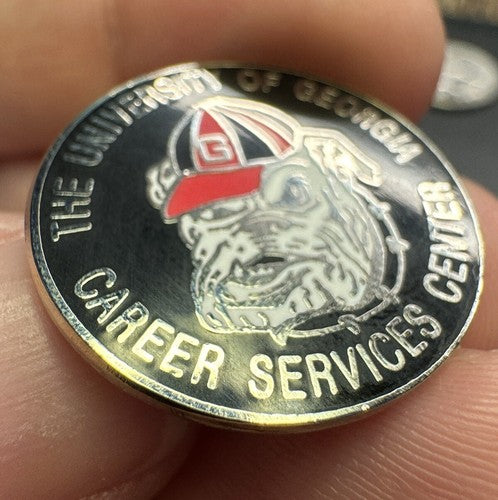 THE UNIVERSITY OF GEORGIA
G
CAREER SERVICES CENTER